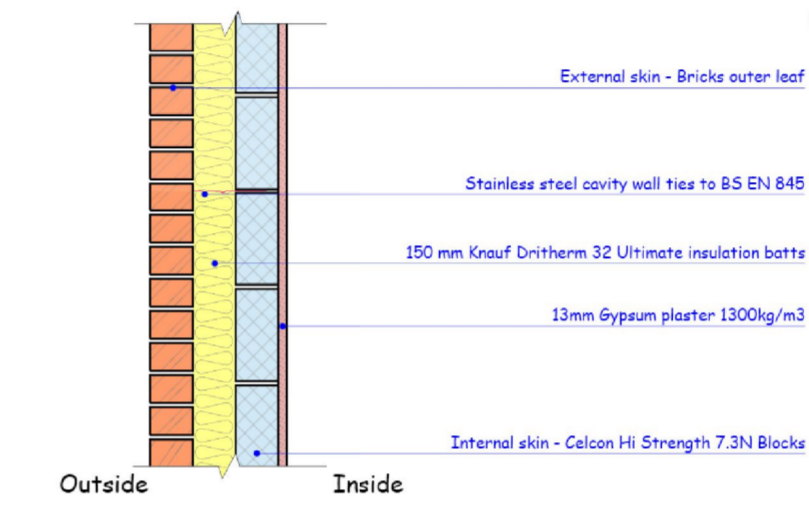 External skin - Bricks outer leaf
Stainless steel cavity wall ties to BS EN 845
150 mm Knauf Dritherm 32 Ultimate insulation batts
13mm Gypsum plaster 1300kg/m3
Internal skin - Celcon Hi Strength 7.3N Blocks
Outside
Inside